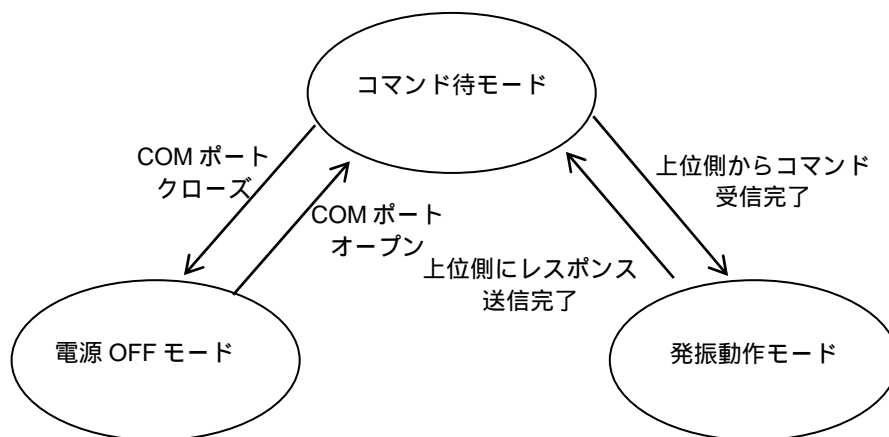 コマンド待モード
COM ポート
クローズ
COM ポート
オープン
上位側からコマンド
受信完了
上位側にレスポンス
送信完了
電源 OFF モード
発振動作モード